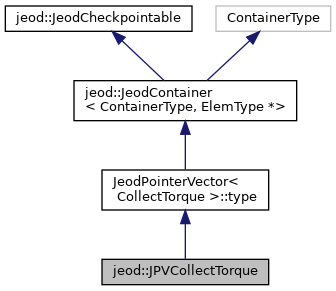 jeod::JeodCheckpointable
ContainerType
jeod::JeodContainer
< ContainerType, ElemType *>
JeodPointerVector<
CollectTorque >::type
jeod::JPVCollectTorque